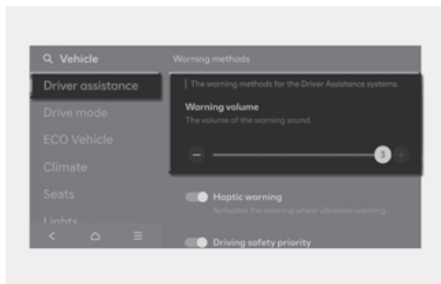 Vehicle
Warning methods
Driver assistance
The warning methods for the Driver Assistance systems.
Drive mode
Warning volume
The volume of the warning sound.
ECO Vehicle
3
Climate
Seats
Haptic warning
Activates the steering wheel vibration warning.
Lights
Driving safety priority